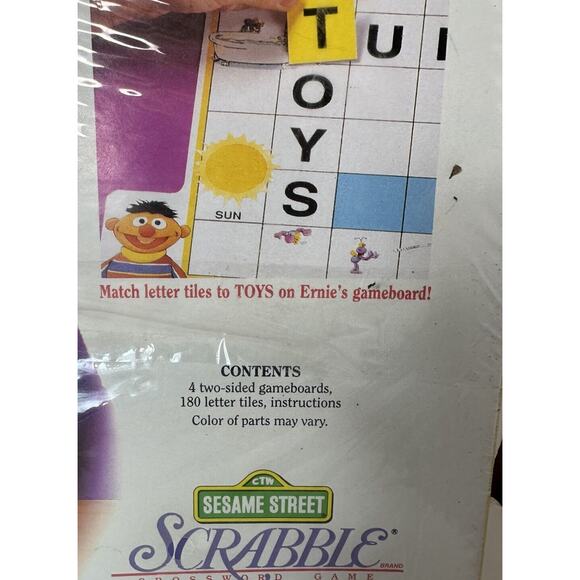 T U
O
Y
S
SUN
Match letter tiles to TOYS on Ernie's gameboard!
CONTENTS
4 two-sided gameboards,
180 letter tiles, instructions
Color of parts may vary.
CTW
SESAME STREET
SCRABBLE®
BRAND
CROSSWORD GAME